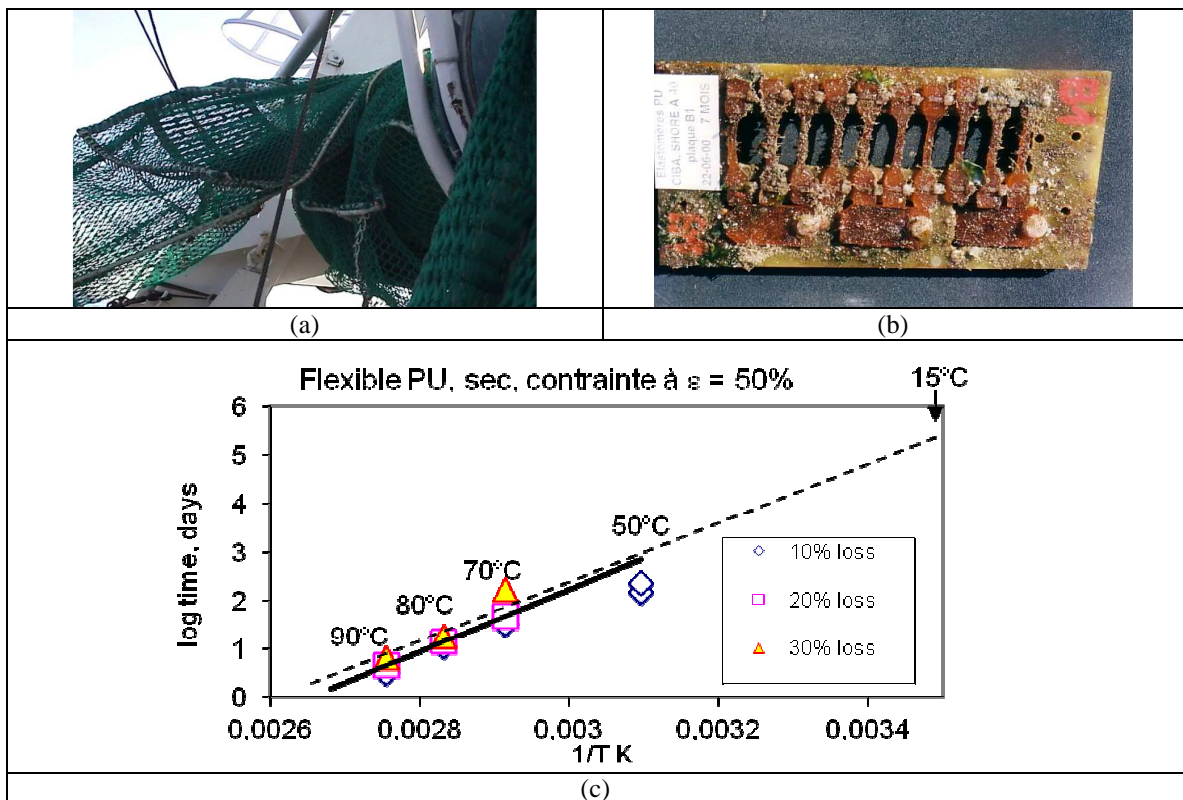 Elastomères PU
CIBA, SHORE A 40
plaque B1
22-06-00 7 MOIS
B1
(a)
(b)
Flexible PU, sec, contrainte à ε = 50%
15°C
6
5
4
3
2
1
0
log time, days
90°C
80°C
70°C
50°C
10% loss
20% loss
30% loss
0,0026
0,0028
0,003
0,0032
0,0034
1/T K
(c)